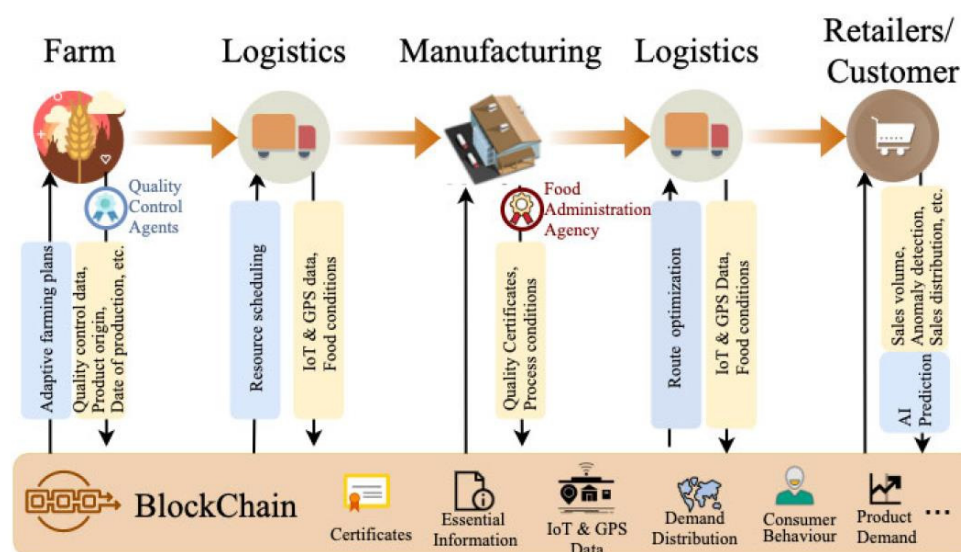 Farm
Logistics
Manufacturing
Logistics
Retailers/
Customer
Quality
Control
Agents
Food
Administration
Agency
Adaptive farming plans
Quality control data,
Product origin,
Date of production, etc.
Resource scheduling
IoT & GPS data,
Food conditions
Quality Certificates,
Process conditions
Route optimization
IoT & GPS Data,
Food conditions
Sales volume,
Anomaly detection,
Sales distribution, etc.
AI
Prediction
BlockChain
Certificates
Essential
Information
IoT & GPS
Data
Demand
Distribution
Consumer
Behaviour
Product
Demand
...